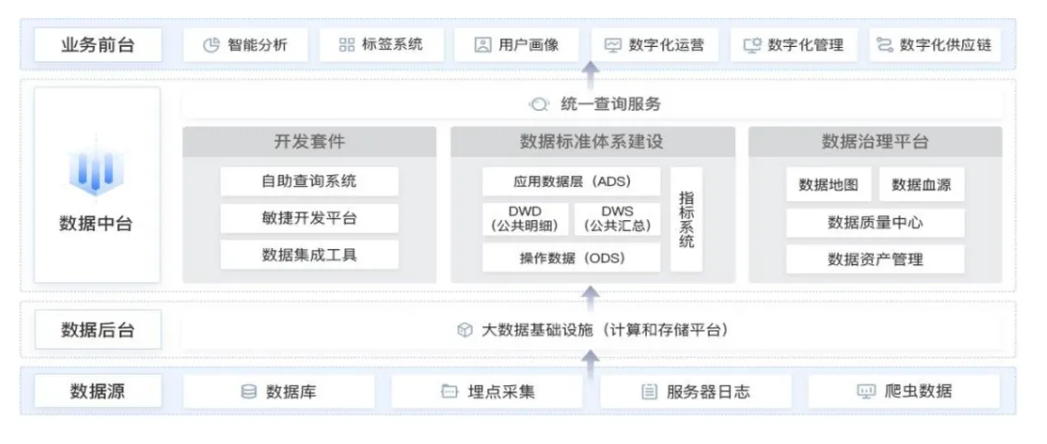 业务前台
智能分析
标签系统
用户画像
数字化运营
数字化管理
数字化供应链
数据中台
统一查询服务
开发套件
自助查询系统
敏捷开发平台
数据集成工具
数据标准体系建设
应用数据层（ADS）
DWD
（公共明细）
DWS
（公共汇总）
操作数据（ODS）
指标系统
数据治理平台
数据地图
数据血源
数据质量中心
数据资产管理
数据后台
大数据基础设施（计算和存储平台）
数据源
数据库
埋点采集
服务器日志
爬虫数据